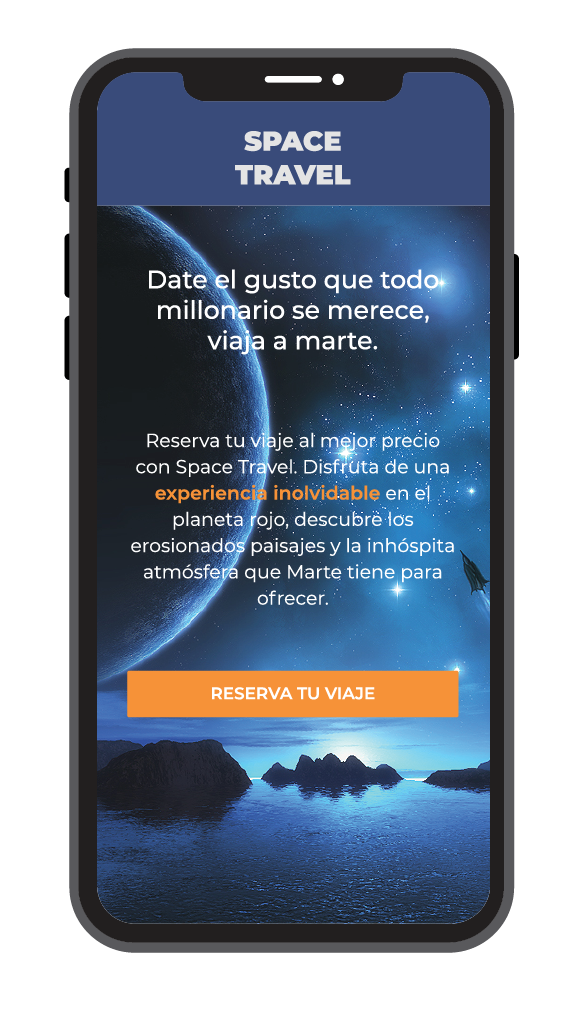 SPACE
TRAVEL
Date el gusto que todo
millonario se merece,
viaja a marte.
Reserva tu viaje al mejor precio
con Space Travel. Disfruta de una
experiencia inolvidable en el
planeta rojo, descubre los
erosionados paisajes y la inhóspita
atmósfera que Marte tiene para
ofrecer.
RESERVA TU VIAJE